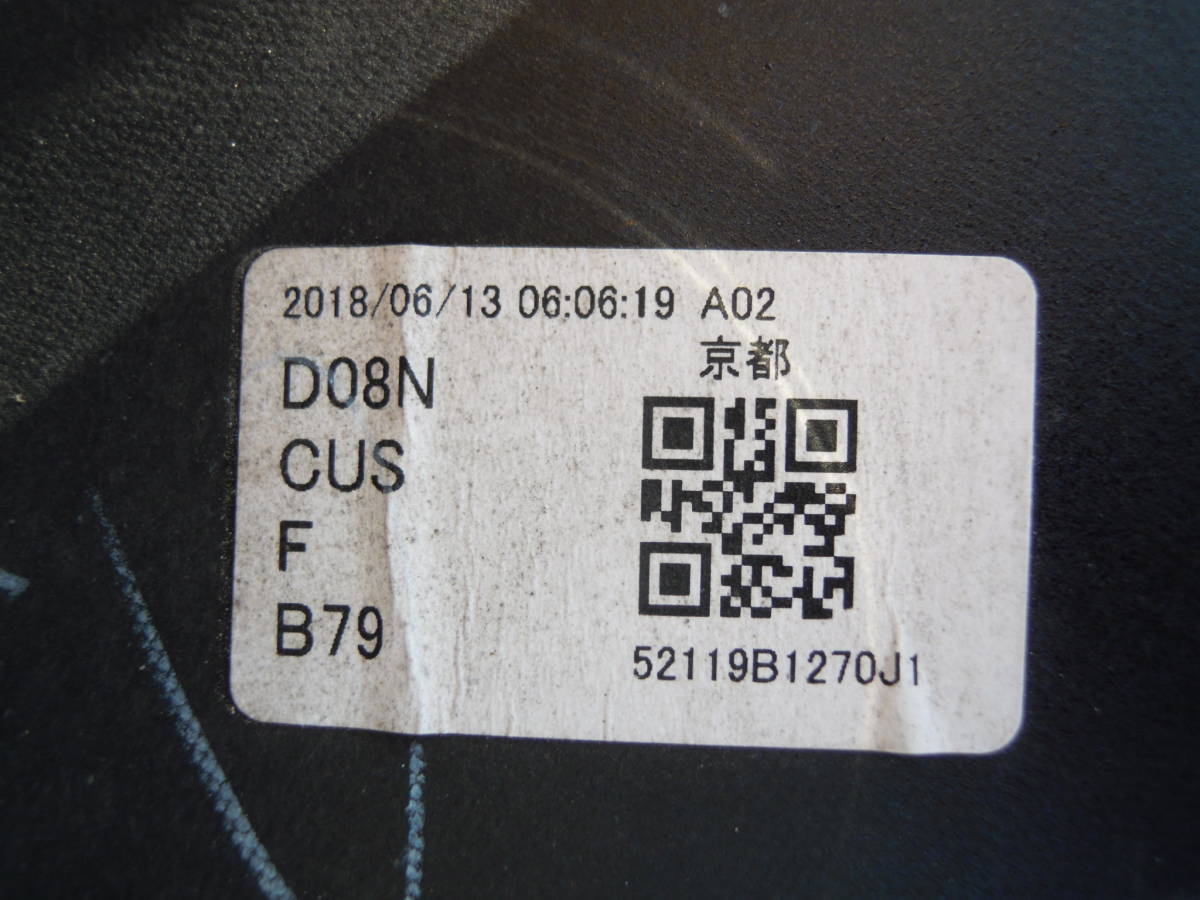 2018/06/13 06:06:19 A02
京都
D08N
CUS
F
B79
52119B1270J1